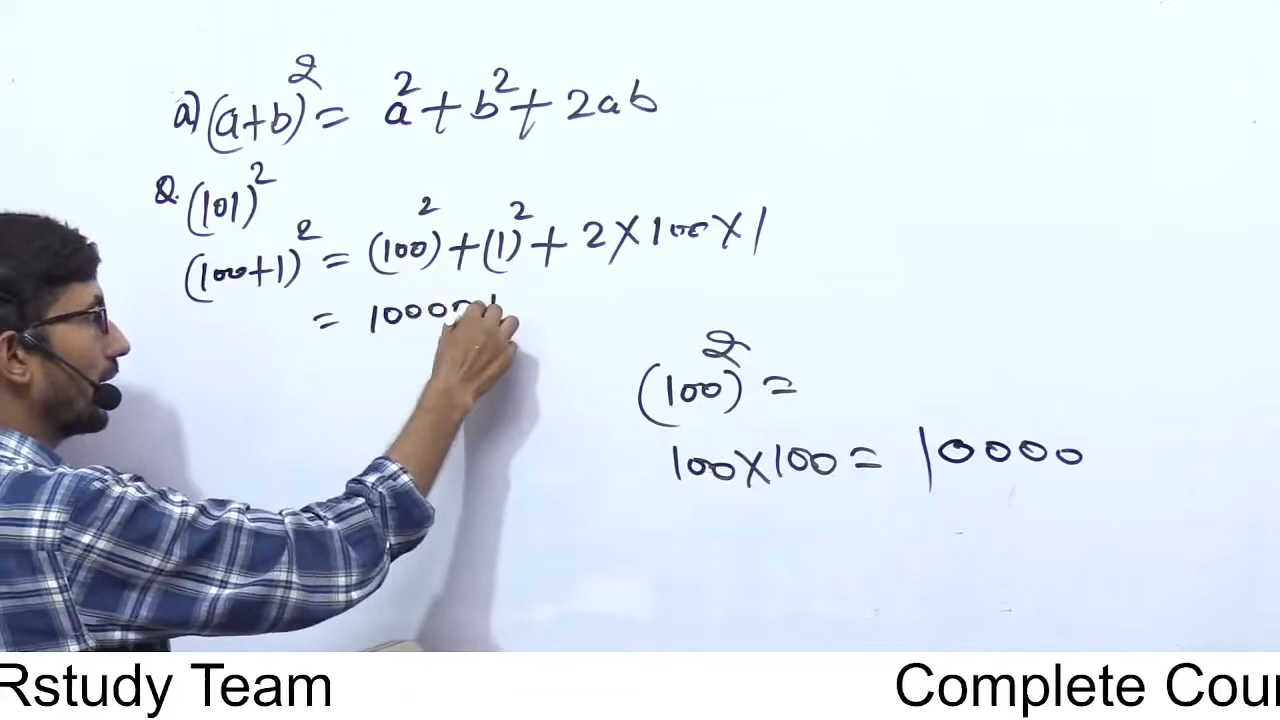 a) (a+b)² = a² + b² + 2ab
Q. (101)²
(100+1)² = (100)² + (1)² + 2×100×1
= 1000
(100)² =
100×100 = 10000
Rstudy Team
Complete Cour